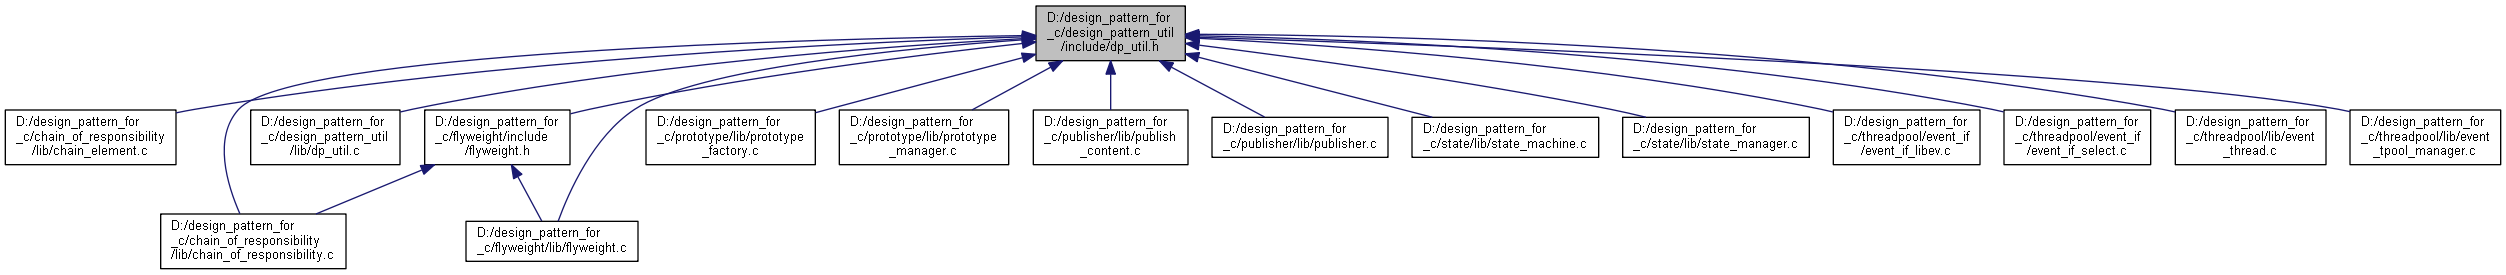 D:/design_pattern_for
_c/design_pattern_util
/include/dp_util.h
D:/design_pattern_for
_c/chain_of_responsibility
/lib/chain_element.c
D:/design_pattern_for
_c/design_pattern_util
/lib/dp_util.c
D:/design_pattern_for
_c/flyweight/include
/flyweight.h
D:/design_pattern_for
_c/prototype/lib/prototype
_factory.c
D:/design_pattern_for
_c/prototype/lib/prototype
_manager.c
D:/design_pattern_for
_c/publisher/lib/publish
_content.c
D:/design_pattern_for
_c/publisher/lib/publisher.c
D:/design_pattern_for
_c/state/lib/state_machine.c
D:/design_pattern_for
_c/state/lib/state_manager.c
D:/design_pattern_for
_c/threadpool/event_if
/event_if_libev.c
D:/design_pattern_for
_c/threadpool/event_if
/event_if_select.c
D:/design_pattern_for
_c/threadpool/lib/event
_thread.c
D:/design_pattern_for
_c/threadpool/lib/event
_tpool_manager.c
D:/design_pattern_for
_c/chain_of_responsibility
/lib/chain_of_responsibility.c
D:/design_pattern_for
_c/flyweight/lib/flyweight.c